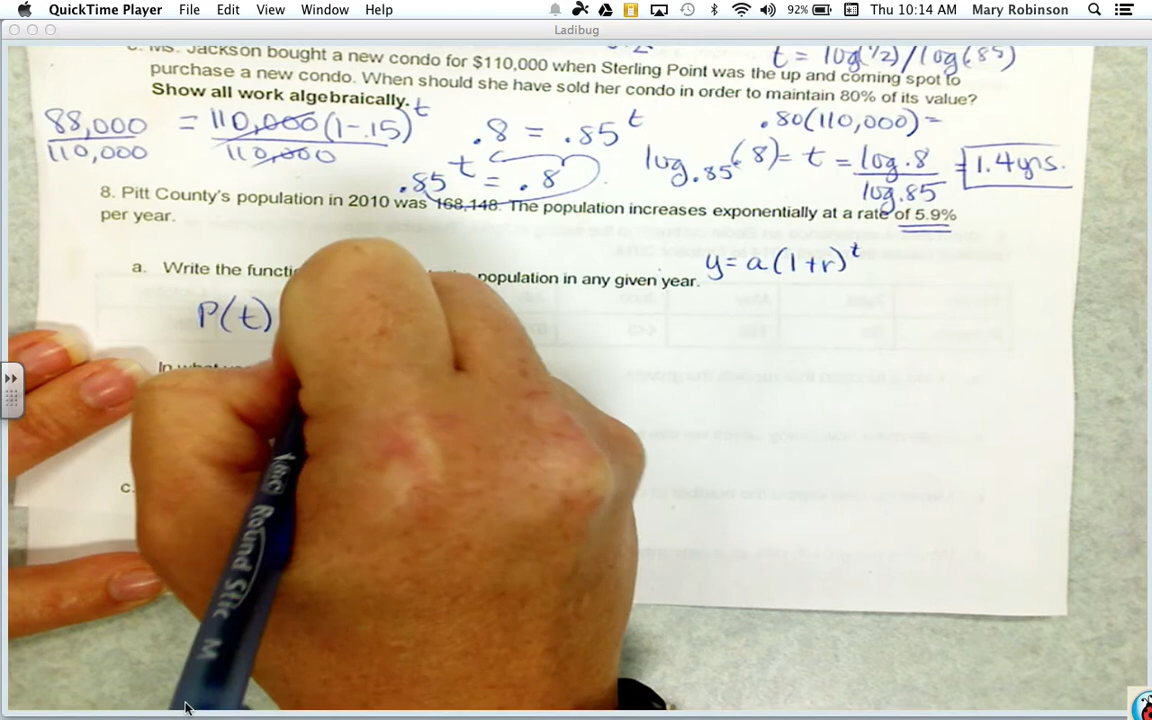 QuickTime Player File Edit View Window Help 92% Thu 10:14 AM Mary Robinson
Ladibug
t = log(1/2)/log(.85)
Ms. Jackson bought a new condo for $110,000 when Sterling Point was the up and coming spot to
purchase a new condo. When should she have sold her condo in order to maintain 80% of its value?
Show all work algebraically.
.80(110,000) =
88,000/110,000 = 110,000(1-.15)^t/110,000
.8 = .85^t
.85^t = .8
log.85(.8) = t = log.8/log.85 = 1.4yrs.
8. Pitt County's population in 2010 was 168,148. The population increases exponentially at a rate of 5.9%
per year.
y = a(1+r)^t
a. Write the population in any given year.
P(t)
In
c.
Round Stic M